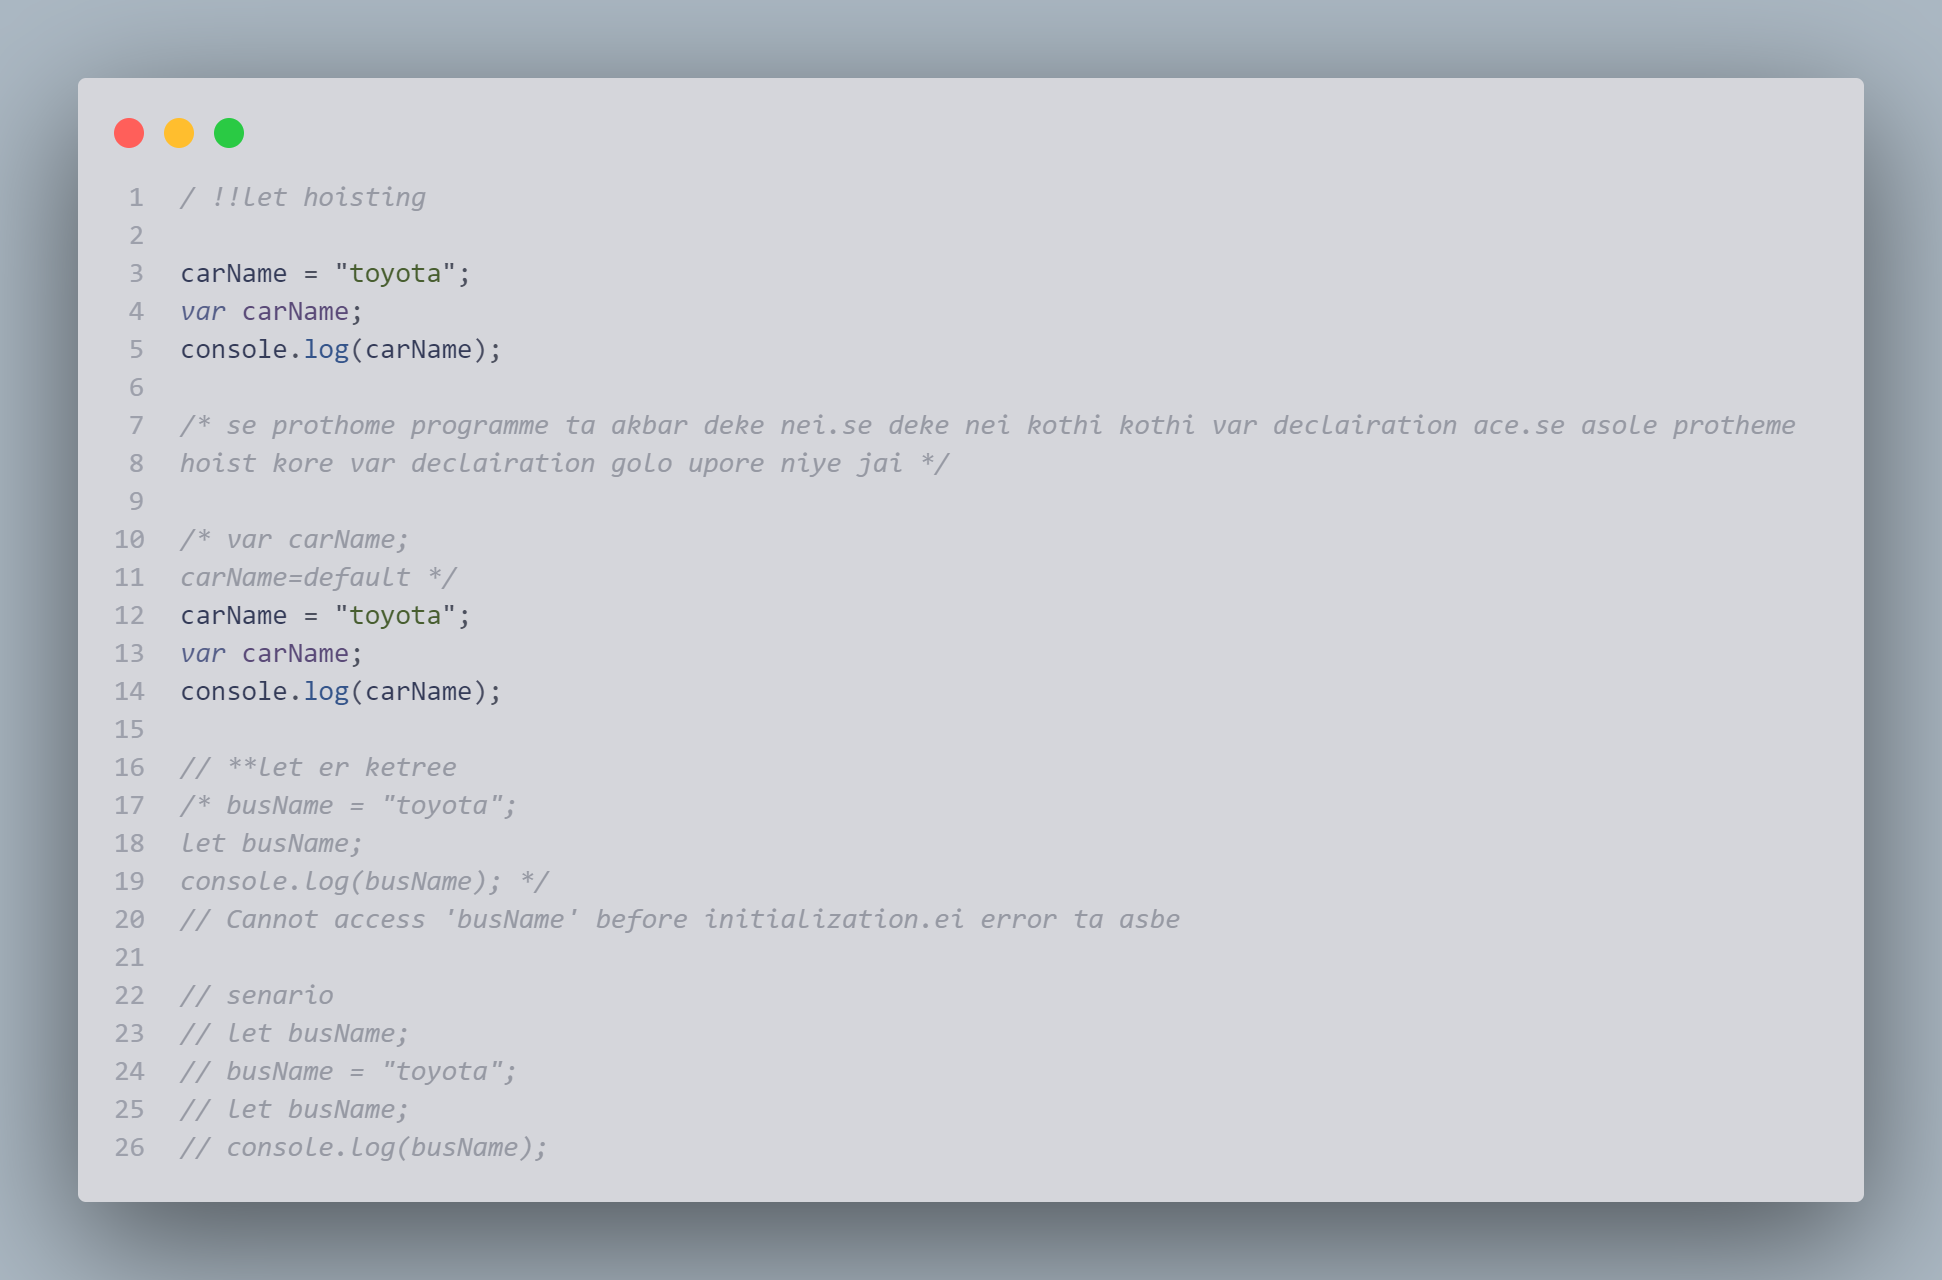 1 / !!let hoisting
2
3 carName = "toyota";
4 var carName;
5 console.log(carName);
6
7 /* se prothome programme ta akbar deke nei.se deke nei kothi kothi var declairation ace.se asole protheme
8 hoist kore var declairation golo upore niye jai */
9
10 /* var carName;
11 carName=default */
12 carName = "toyota";
13 var carName;
14 console.log(carName);
15
16 // **let er ketree
17 /* busName = "toyota";
18 let busName;
19 console.log(busName); */
20 // Cannot access 'busName' before initialization.ei error ta asbe
21
22 // senario
23 // let busName;
24 // busName = "toyota";
25 // let busName;
26 // console.log(busName);